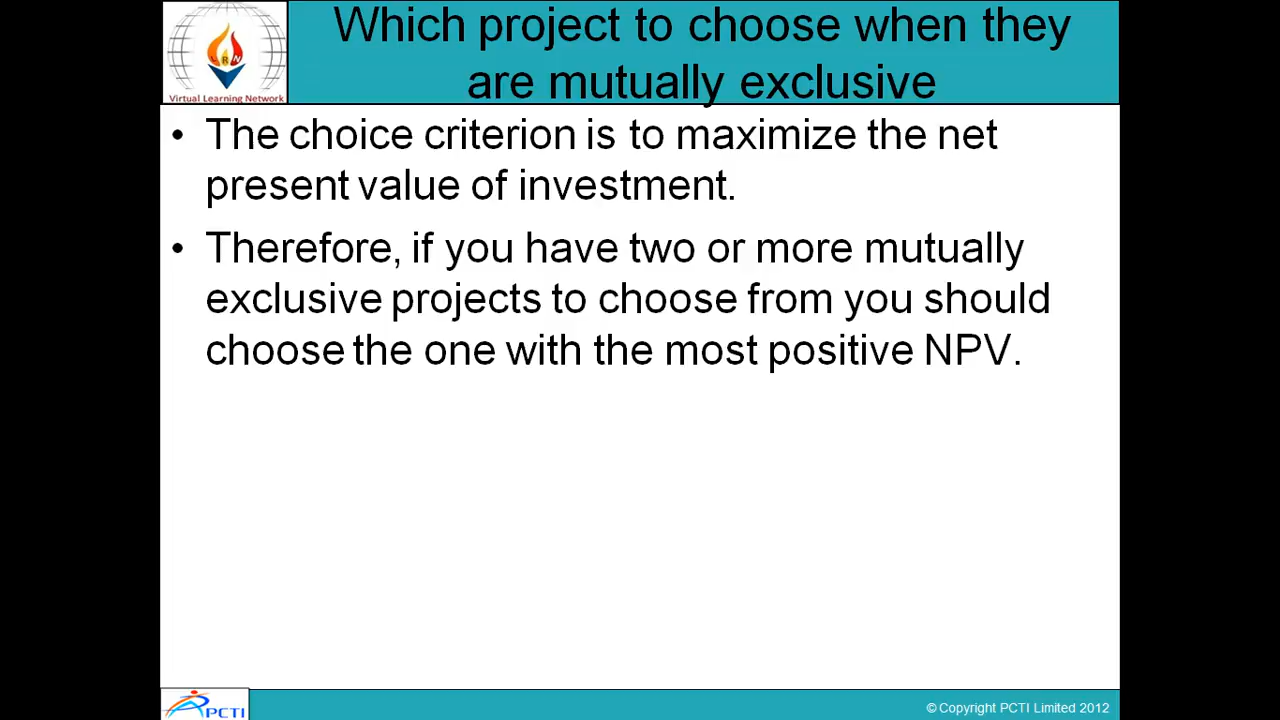 Which project to choose when they
are mutually exclusive
LRN
Virtual Learning Network
• The choice criterion is to maximize the net
present value of investment.
• Therefore, if you have two or more mutually
exclusive projects to choose from you should
choose the one with the most positive NPV.
PCTI
© Copyright PCTI Limited 2012